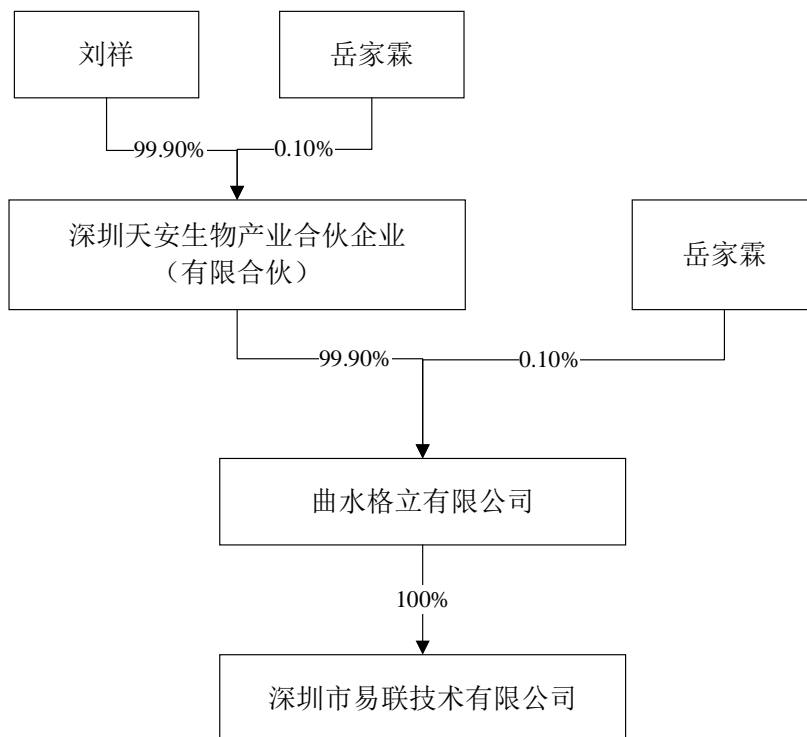 刘祥
岳家霖
99.90%
0.10%
深圳天安生物产业合伙企业
（有限合伙）
岳家霖
99.90%
0.10%
曲水格立有限公司
100%
深圳市易联技术有限公司